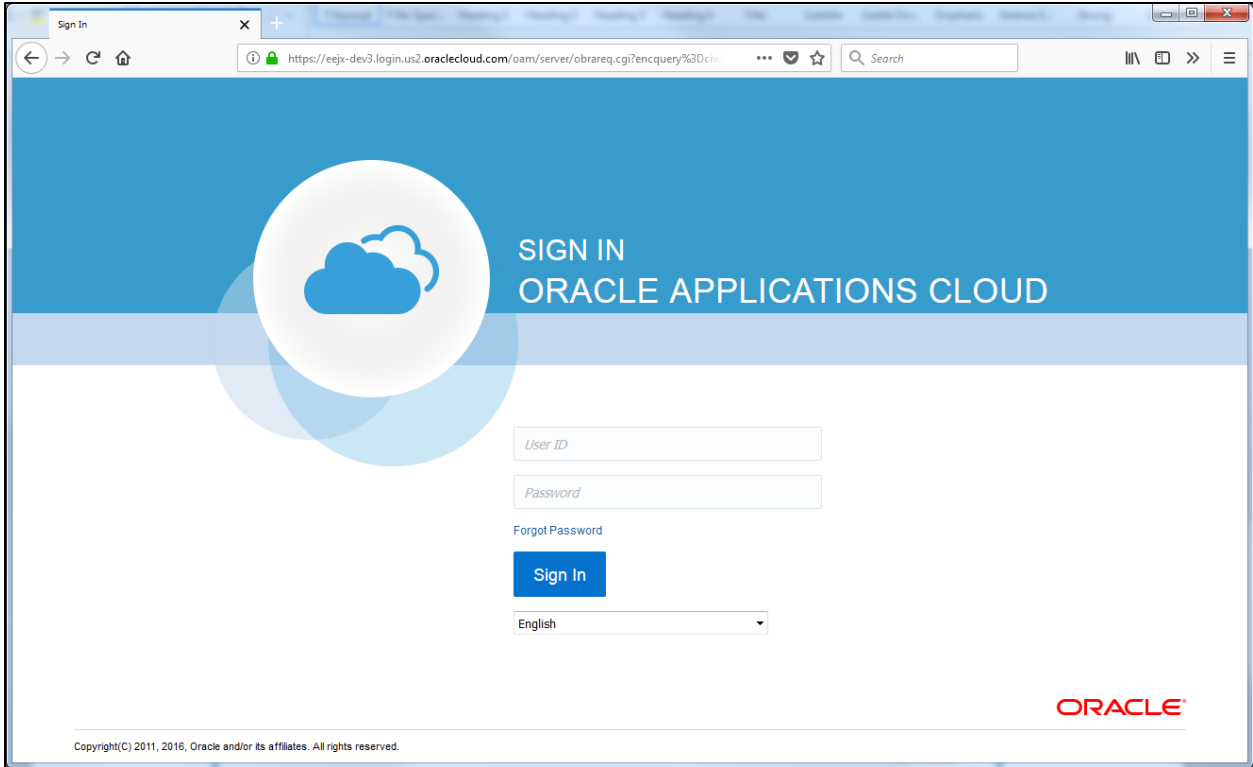 Sign In
https://eejx-dev3.login.us2.oraclecloud.com/oam/server/obrareq.cgi?encquery%3Dciw
Search
SIGN IN
ORACLE APPLICATIONS CLOUD
User ID
Password
Forgot Password
Sign In
English
ORACLE
Copyright(C) 2011, 2016, Oracle and/or its affiliates. All rights reserved.